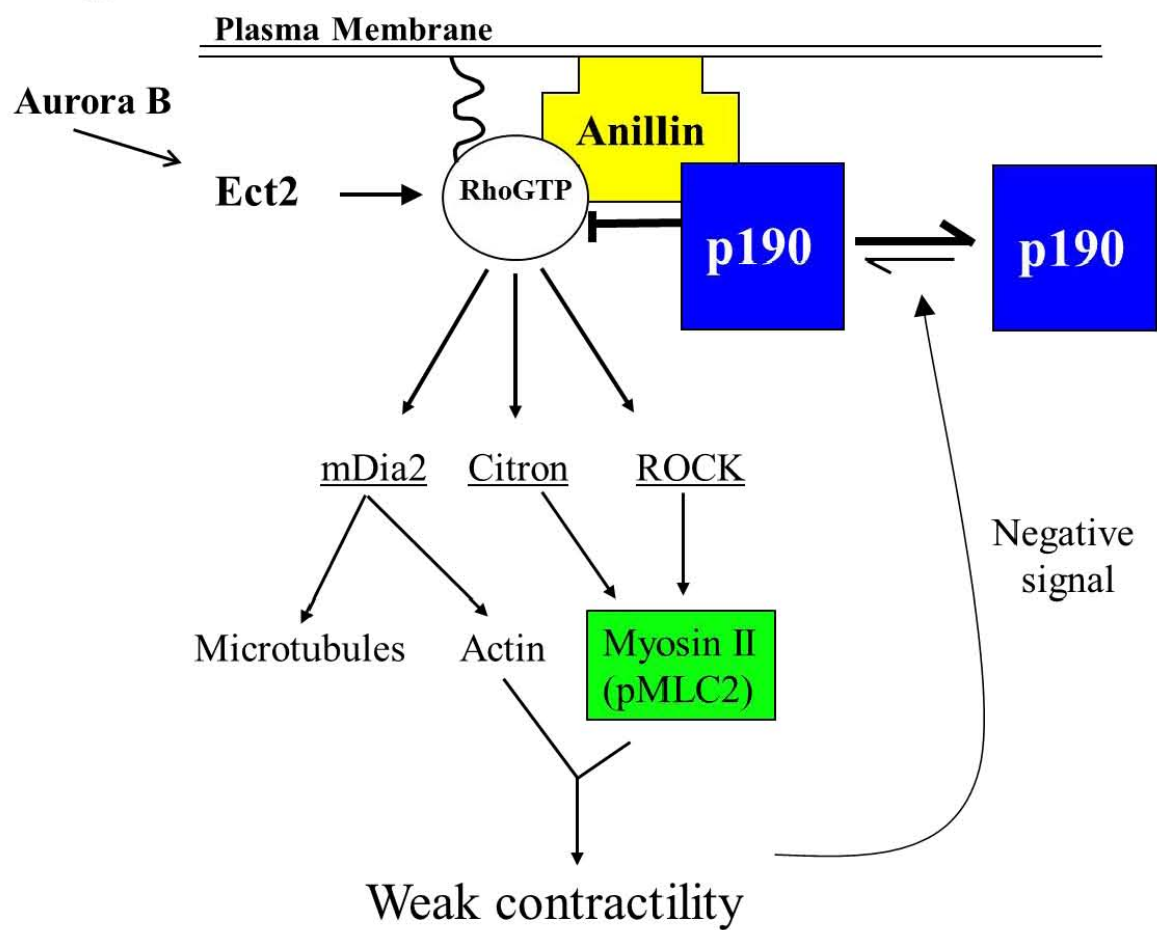 Plasma Membrane
Aurora B
Anillin
Ect2
RhoGTP
p190
p190
mDia2
Citron
ROCK
Negative
signal
Microtubules
Actin
Myosin II
(pMLC2)
Weak contractility